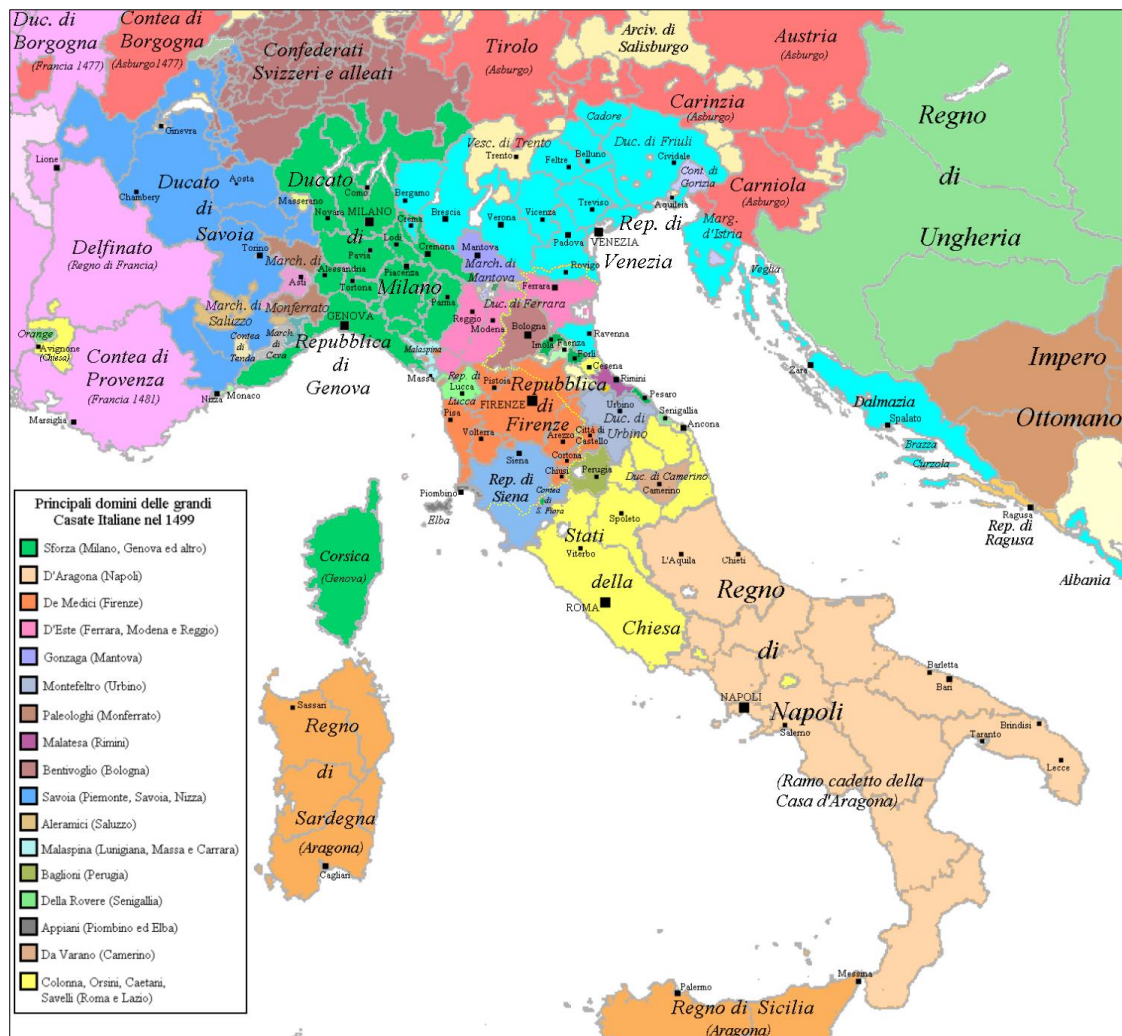 Duc. di
Borgogna
(Francia 1477)
Contea di
Borgogna
(Asburgo1477)
Confederati
Svizzeri e alleati
Tirolo
(Asburgo)
Arciv. di
Salisburgo
Austria
(Asburgo)
Carinzia
(Asburgo)
Regno
di
Ungheria
Ginevra
Lione
Chambery
Aosta
Ducato
di
Savoia
Masserano
Torino
Delfinato
(Regno di Francia)
Ducato
di
Milano
Como
MILANO
Novara
Lodi
Pavia
Cremona
Piacenza
Alessandria
Tortona
Parma
Bergamo
Crema
Brescia
Vesc. di Trento
Trento
Cadore
Feltre
Belluno
Duc. di Friuli
Cividale
Cont. di
Gorizia
Aquileia
Carniola
(Asburgo)
Verona
Vicenza
Treviso
Padova
VENEZIA
Rep. di
Venezia
Rovigo
Marg.
d'Istria
Veglia
Mantova
March. di
Mantova
March. di
Monferrato
Asti
March. di
Saluzzo
Contea
di
Tenda
March.
di
Ceva
GENOVA
Repubblica
di
Genova
Malaspina
Massa
Ferrara
Duc. di Ferrara
Reggio
Modena
Bologna
Imola
Faenza
Forlì
Ravenna
Cesena
Rimini
Pesaro
Senigallia
Ancona
Orange
Avignone
(Chiesa)
Contea di
Provenza
(Francia 1481)
Marsiglia
Nizza
Monaco
Rep. di
Lucca
Lucca
Pistoia
FIRENZE
Repubblica
di
Firenze
Pisa
Volterra
Arezzo
Cortona
Chiusi
Città di
Castello
Urbino
Duc. di
Urbino
Siena
Rep. di
Siena
Contea
di
S. Fiora
Piombino
Elba
Perugia
Duc. di Camerino
Camerino
Spoleto
Viterbo
Stati
della
Chiesa
ROMA
Zara
Dalmazia
Spalato
Brazza
Curzola
Impero
Ottomano
Ragusa
Rep. di
Ragusa
Albania
Corsica
(Genova)
L'Aquila
Chieti
Regno
di
Napoli
NAPOLI
Salerno
(Ramo cadetto della
Casa d'Aragona)
Barletta
Bari
Brindisi
Taranto
Lecce
Sassari
Regno
di
Sardegna
(Aragona)
Cagliari
Palermo
Messina
Regno di Sicilia
(Aragona)
Principali domini delle grandi
Casate Italiane nel 1499
Sforza (Milano, Genova ed altro)
D'Aragona (Napoli)
De Medici (Firenze)
D'Este (Ferrara, Modena e Reggio)
Gonzaga (Mantova)
Montefeltro (Urbino)
Paleologhi (Monferrato)
Malatesa (Rimini)
Bentivoglio (Bologna)
Savoia (Piemonte, Savoia, Nizza)
Aleramici (Saluzzo)
Malaspina (Lunigiana, Massa e Carrara)
Baglioni (Perugia)
Della Rovere (Senigallia)
Appiani (Piombino ed Elba)
Da Varano (Camerino)
Colonna, Orsini, Caetani,
Savelli (Roma e Lazio)